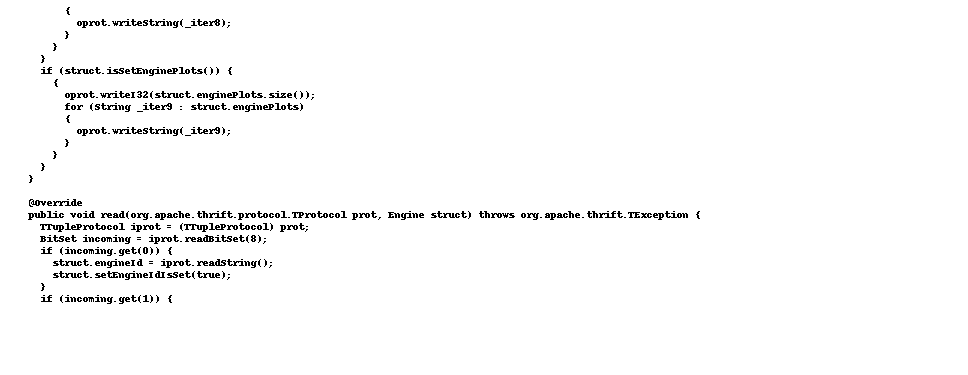 {
oprot.writeString(_iter8);
}
}
}
if (struct.isSetEnginePlots()) {
{
oprot.writeI32(struct.enginePlots.size());
for (String _iter9 : struct.enginePlots)
{
oprot.writeString(_iter9);
}
}
}
}
@Override
public void read(org.apache.thrift.protocol.TProtocol prot, Engine struct) throws org.apache.thrift.TException {
TTupleProtocol iprot = (TTupleProtocol) prot;
BitSet incoming = iprot.readBitSet(8);
if (incoming.get(0)) {
struct.engineId = iprot.readString();
struct.setEngineIdIsSet(true);
}
if (incoming.get(1)) {